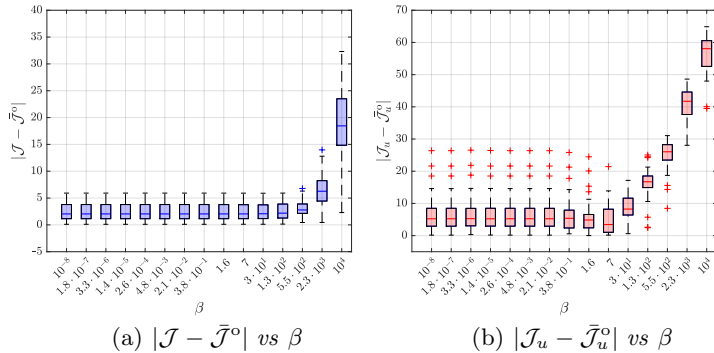 40
35
30
25
20
15
10
5
0
−5
|𝒥 − 𝒥̄°|
10⁻⁸
1.8 · 10⁻⁷
3.3 · 10⁻⁶
1.4 · 10⁻⁵
2.6 · 10⁻⁴
4.8 · 10⁻³
2.1 · 10⁻²
3.8 · 10⁻¹
1.6
7
3 · 10¹
1.3 · 10²
5.5 · 10²
2.3 · 10³
10⁴
β
(a) |𝒥 − 𝒥̄°| vs β
70
60
50
40
30
20
10
0
|𝒥ᵤ − 𝒥̄ᵤ°|
10⁻⁸
1.8 · 10⁻⁷
3.3 · 10⁻⁶
1.4 · 10⁻⁵
2.6 · 10⁻⁴
4.8 · 10⁻³
2.1 · 10⁻²
3.8 · 10⁻¹
1.6
7
3 · 10¹
1.3 · 10²
5.5 · 10²
2.3 · 10³
10⁴
β
(b) |𝒥ᵤ − 𝒥̄ᵤ°| vs β